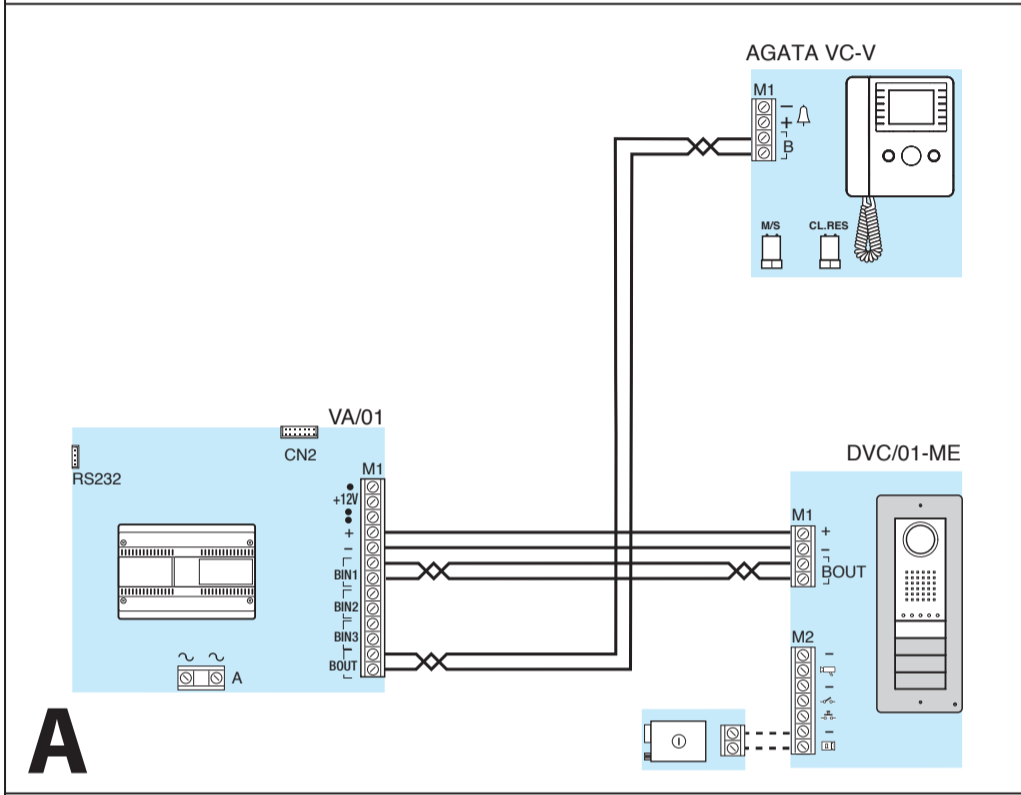 AGATA VC-V
M1
−
+
B
M/S
CL.RES
VA/01
CN2
RS232
M1
+12V
+
−
BIN1
BIN2
BIN3
−
BOUT
A
DVC/01-ME
M1
+
−
BOUT
M2
−
−
−
A